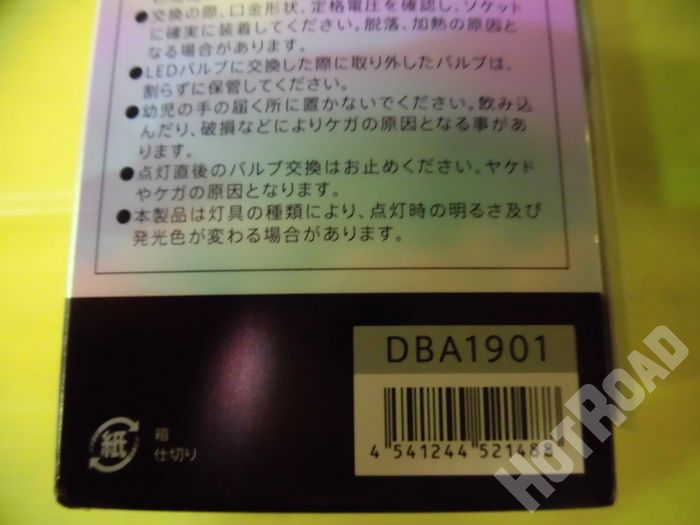 ●交換の際、口金形状、定格電圧を確認し、ソケット
に確実に装着してください。脱落、加熱の原因と
なる場合があります。
●LEDバルブに交換した際に取り外したバルブは、
割らずに保管してください。
●幼児の手の届く所に置かないでください。飲み込
んだり、破損などによりケガの原因となる事があ
ります。
●点灯直後のバルブ交換はお止めください。ヤケド
やケガの原因となります。
●本製品は灯具の種類により、点灯時の明るさ及び
発光色が変わる場合があります。
DBA1901
4 541244 521488
紙
箱
仕切り
HOTROAD